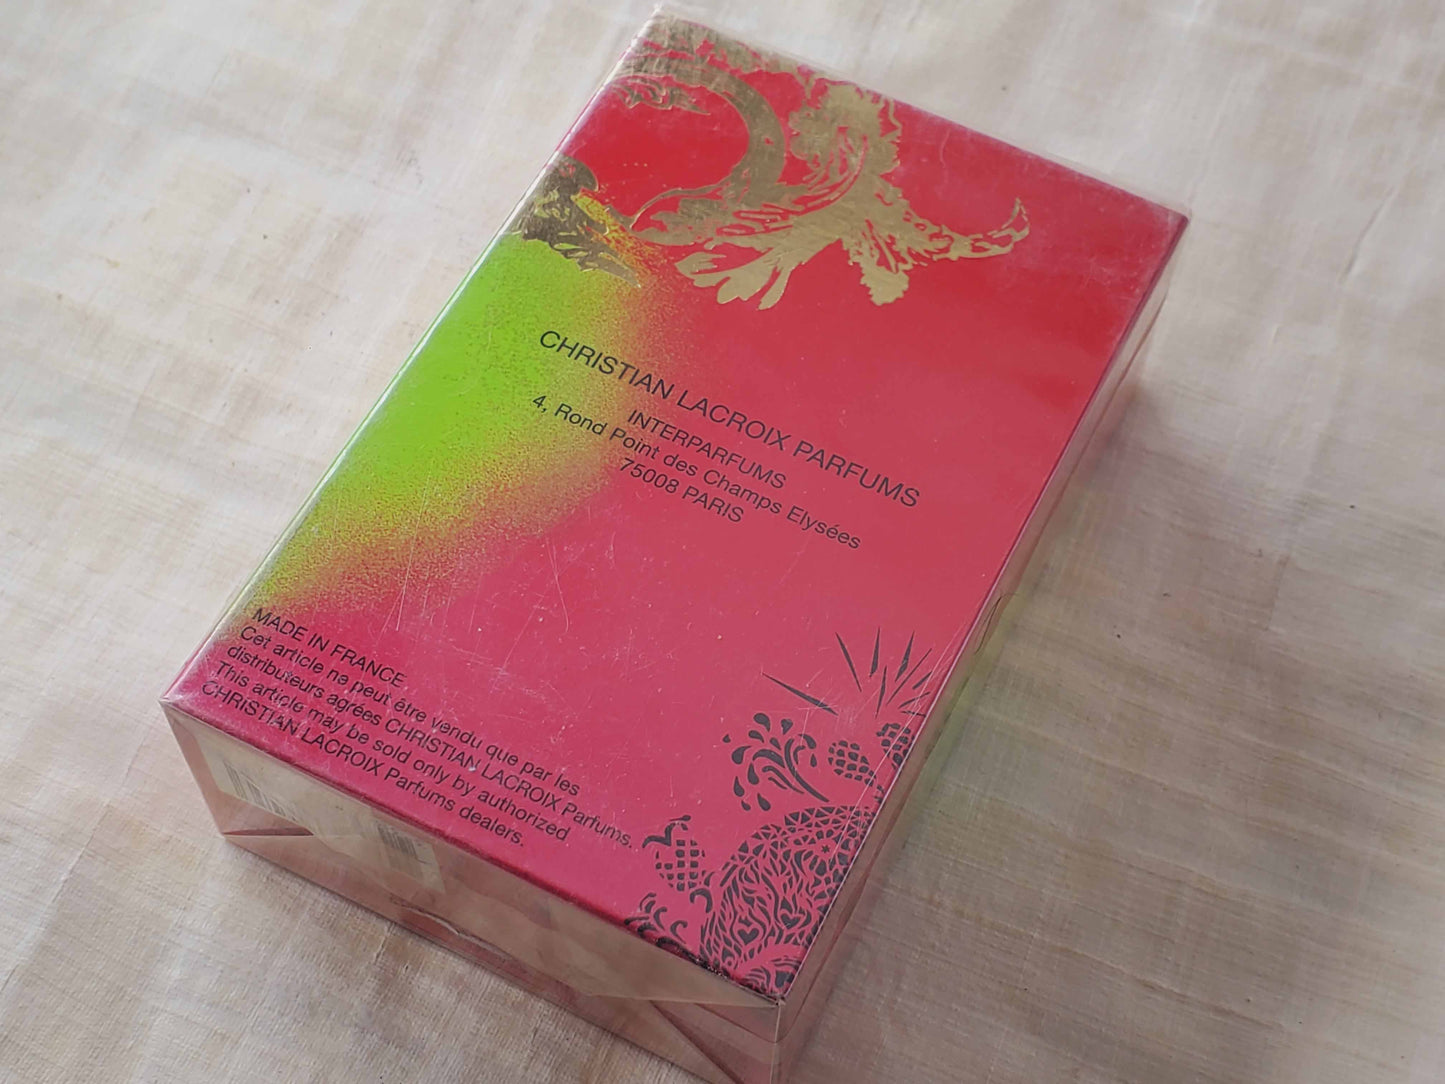 CHRISTIAN LACROIX PARFUMS
INTERPARFUMS
4, Rond Point des Champs Elysées
75008 PARIS
MADE IN FRANCE
Cet article ne peut être vendu que par les
distributeurs agrées CHRISTIAN LACROIX Parfums.
This article may be sold only by authorized
CHRISTIAN LACROIX Parfums dealers.